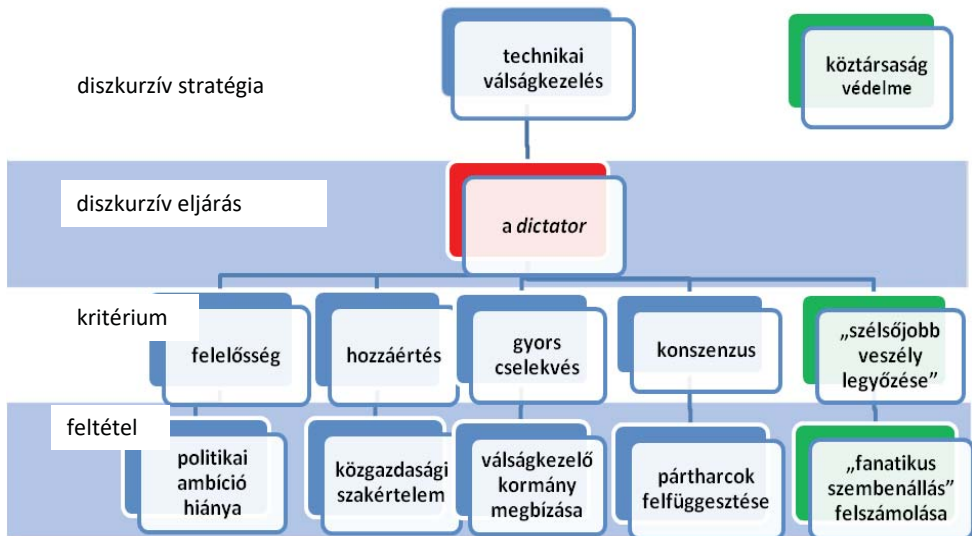 diszkurzív stratégia
technikai
válságkezelés
köztársaság
védelme
diszkurzív eljárás
a dictator
kritérium
felelősség
hozzáértés
gyors
cselekvés
konszenzus
„szélsőjobb
veszély
legyőzése”
feltétel
politikai
ambíció
hiánya
közgazdasági
szakértelem
válságkezelő
kormány
megbízása
pártharcok
felfüggesztése
„fanatikus
szembenállás”
felszámolása